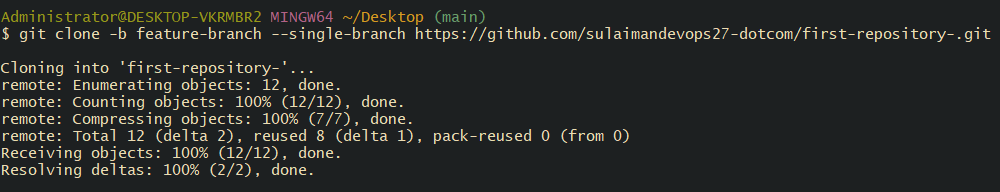 Administrator@DESKTOP-VKRMBR2 MINGW64 ~/Desktop (main)
$ git clone -b feature-branch --single-branch https://github.com/sulaimandevops27-dotcom/first-repository-.git
Cloning into 'first-repository-'...
remote: Enumerating objects: 12, done.
remote: Counting objects: 100% (12/12), done.
remote: Compressing objects: 100% (7/7), done.
remote: Total 12 (delta 2), reused 8 (delta 1), pack-reused 0 (from 0)
Receiving objects: 100% (12/12), done.
Resolving deltas: 100% (2/2), done.